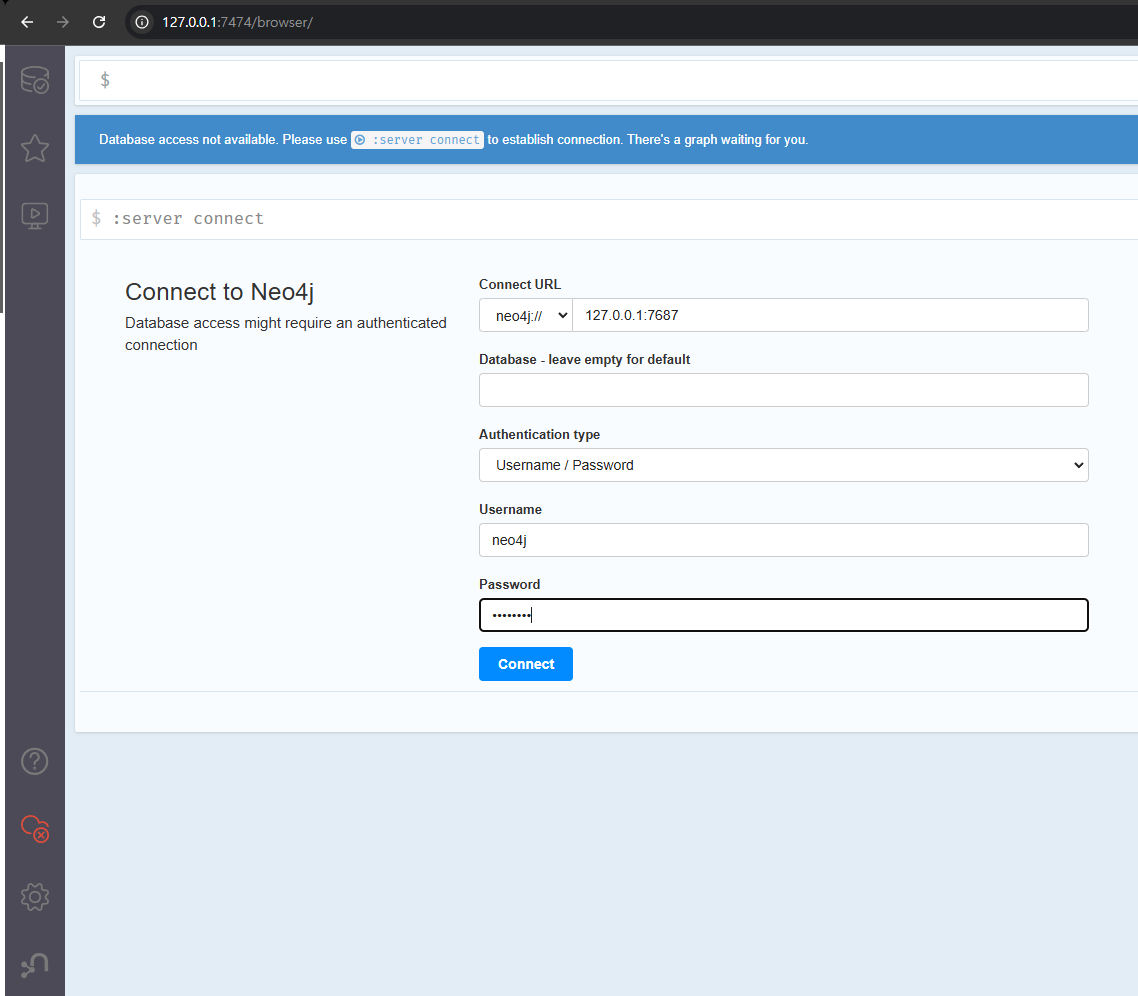 127.0.0.1:7474/browser/
$
Database access not available. Please use :server connect to establish connection. There's a graph waiting for you.
$ :server connect
Connect to Neo4j
Database access might require an authenticated
connection
Connect URL
neo4j:// 127.0.0.1:7687
Database - leave empty for default
Authentication type
Username / Password
Username
neo4j
Password
••••••••
Connect